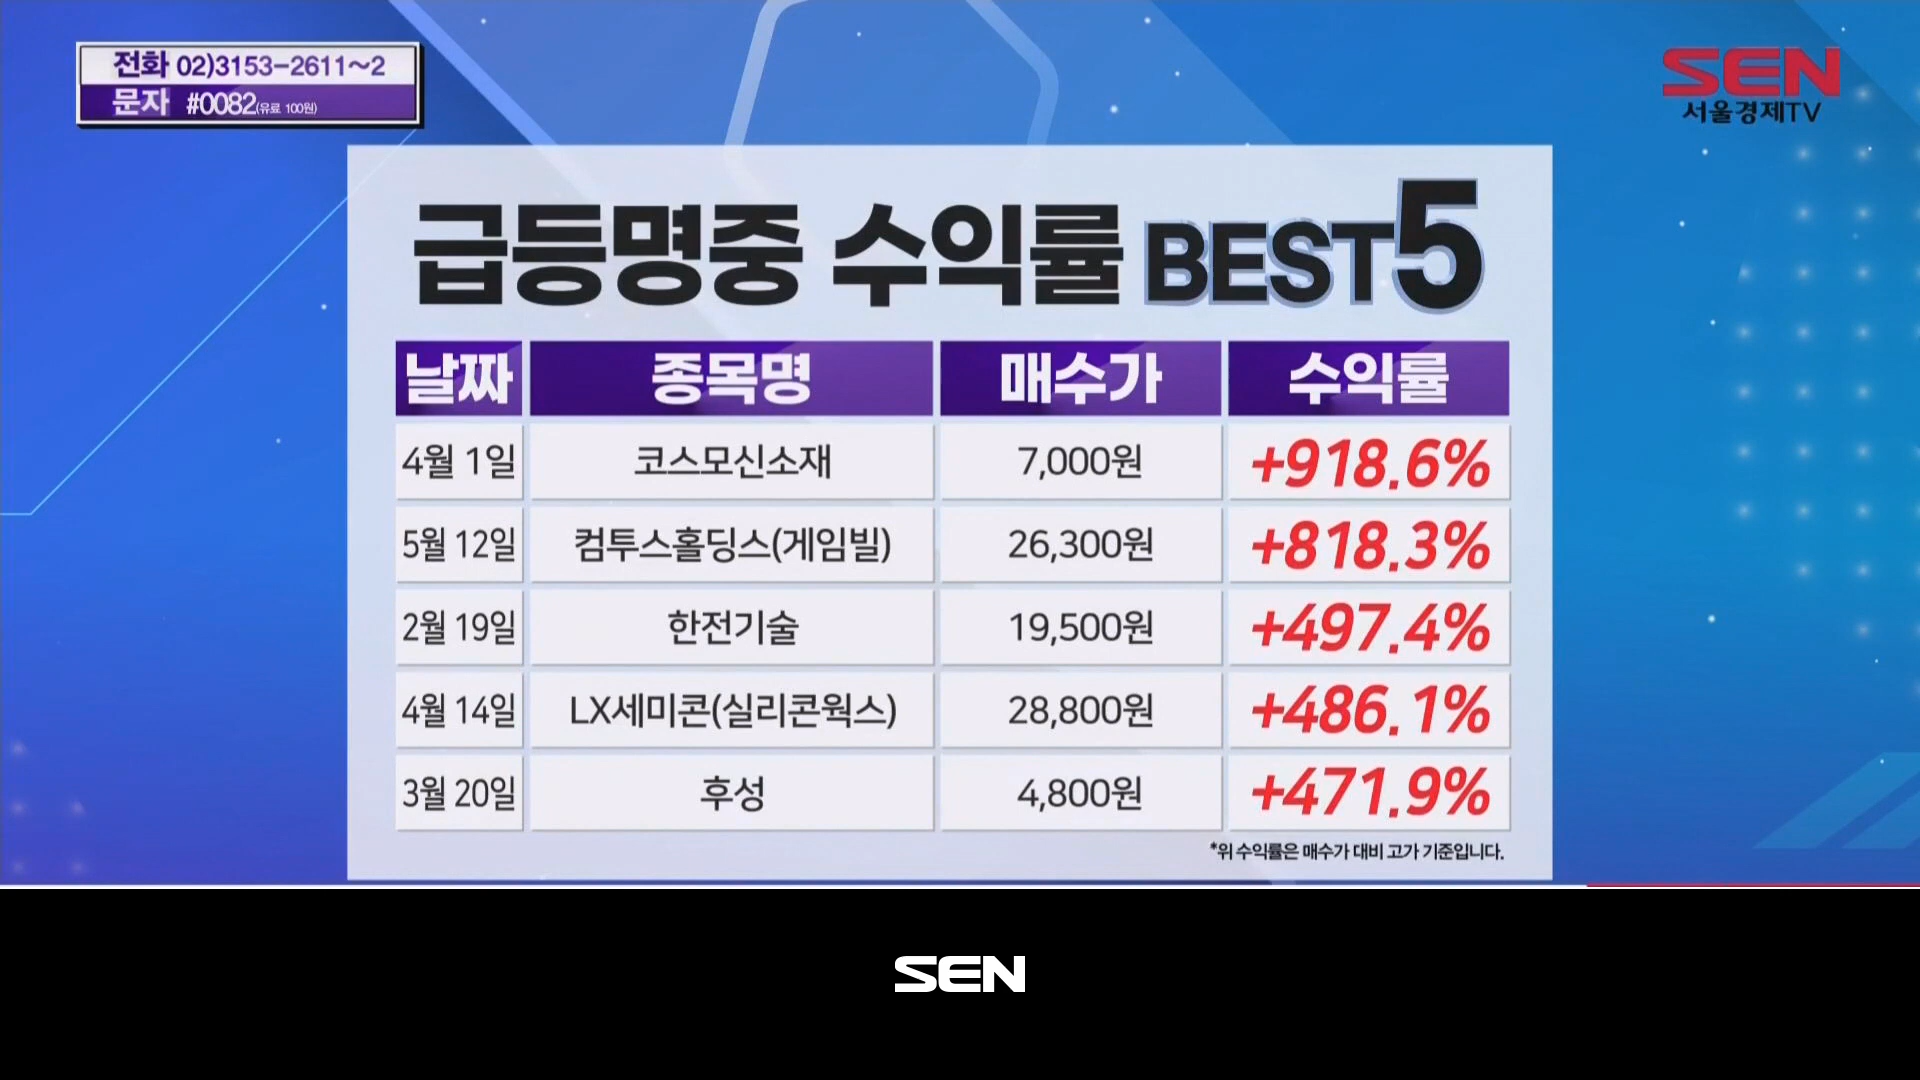 전화 02)3153-2611~2
문자 #0082(유료 100원)
SEN
서울경제TV
급등명중 수익률 BEST5
날짜 종목명 매수가 수익률
4월 1일 코스모신소재 7,000원 +918.6%
5월 12일 컴투스홀딩스(게임빌) 26,300원 +818.3%
2월 19일 한전기술 19,500원 +497.4%
4월 14일 LX세미콘(실리콘웍스) 28,800원 +486.1%
3월 20일 후성 4,800원 +471.9%
*위 수익률은 매수가 대비 고가 기준입니다.
SEN